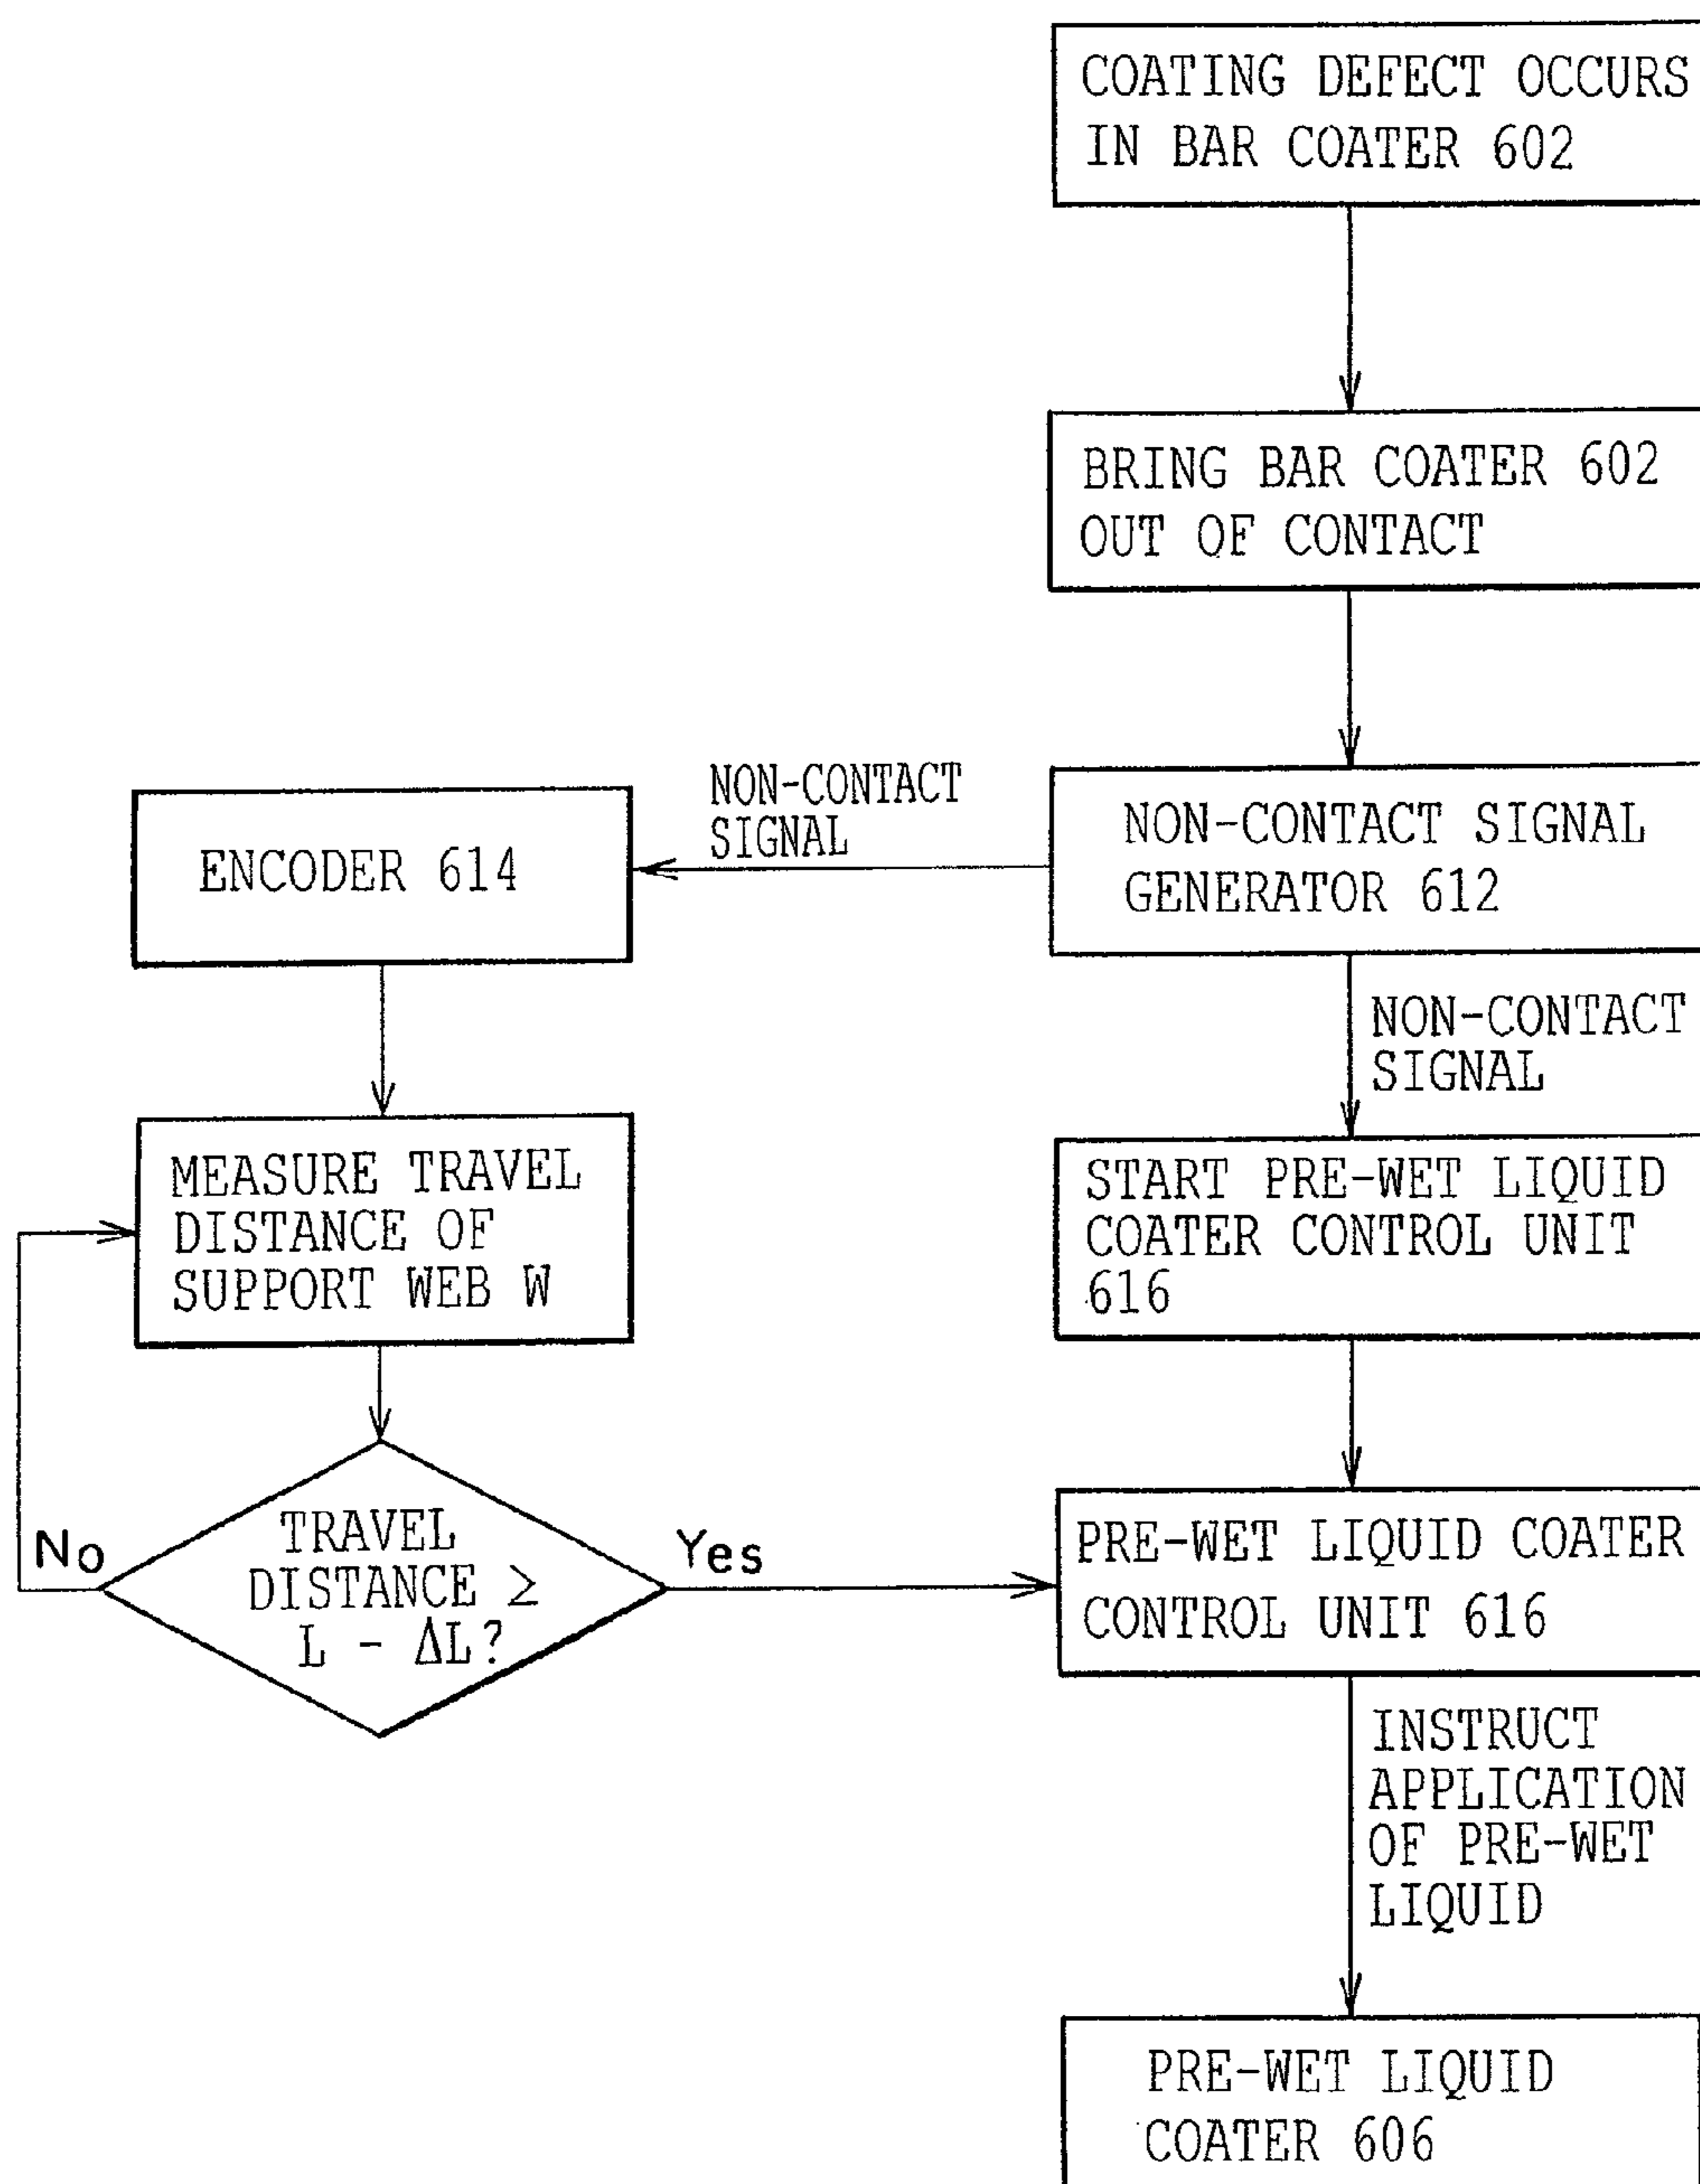 COATING DEFECT OCCURS
IN BAR COATER 602
BRING BAR COATER 602
OUT OF CONTACT
NON-CONTACT
SIGNAL
ENCODER 614
NON-CONTACT SIGNAL
GENERATOR 612
NON-CONTACT
SIGNAL
MEASURE TRAVEL
DISTANCE OF
SUPPORT WEB W
START PRE-WET LIQUID
COATER CONTROL UNIT
616
No
TRAVEL
DISTANCE ≥
L - ΔL?
Yes
PRE-WET LIQUID COATER
CONTROL UNIT 616
INSTRUCT
APPLICATION
OF PRE-WET
LIQUID
PRE-WET LIQUID
COATER 606